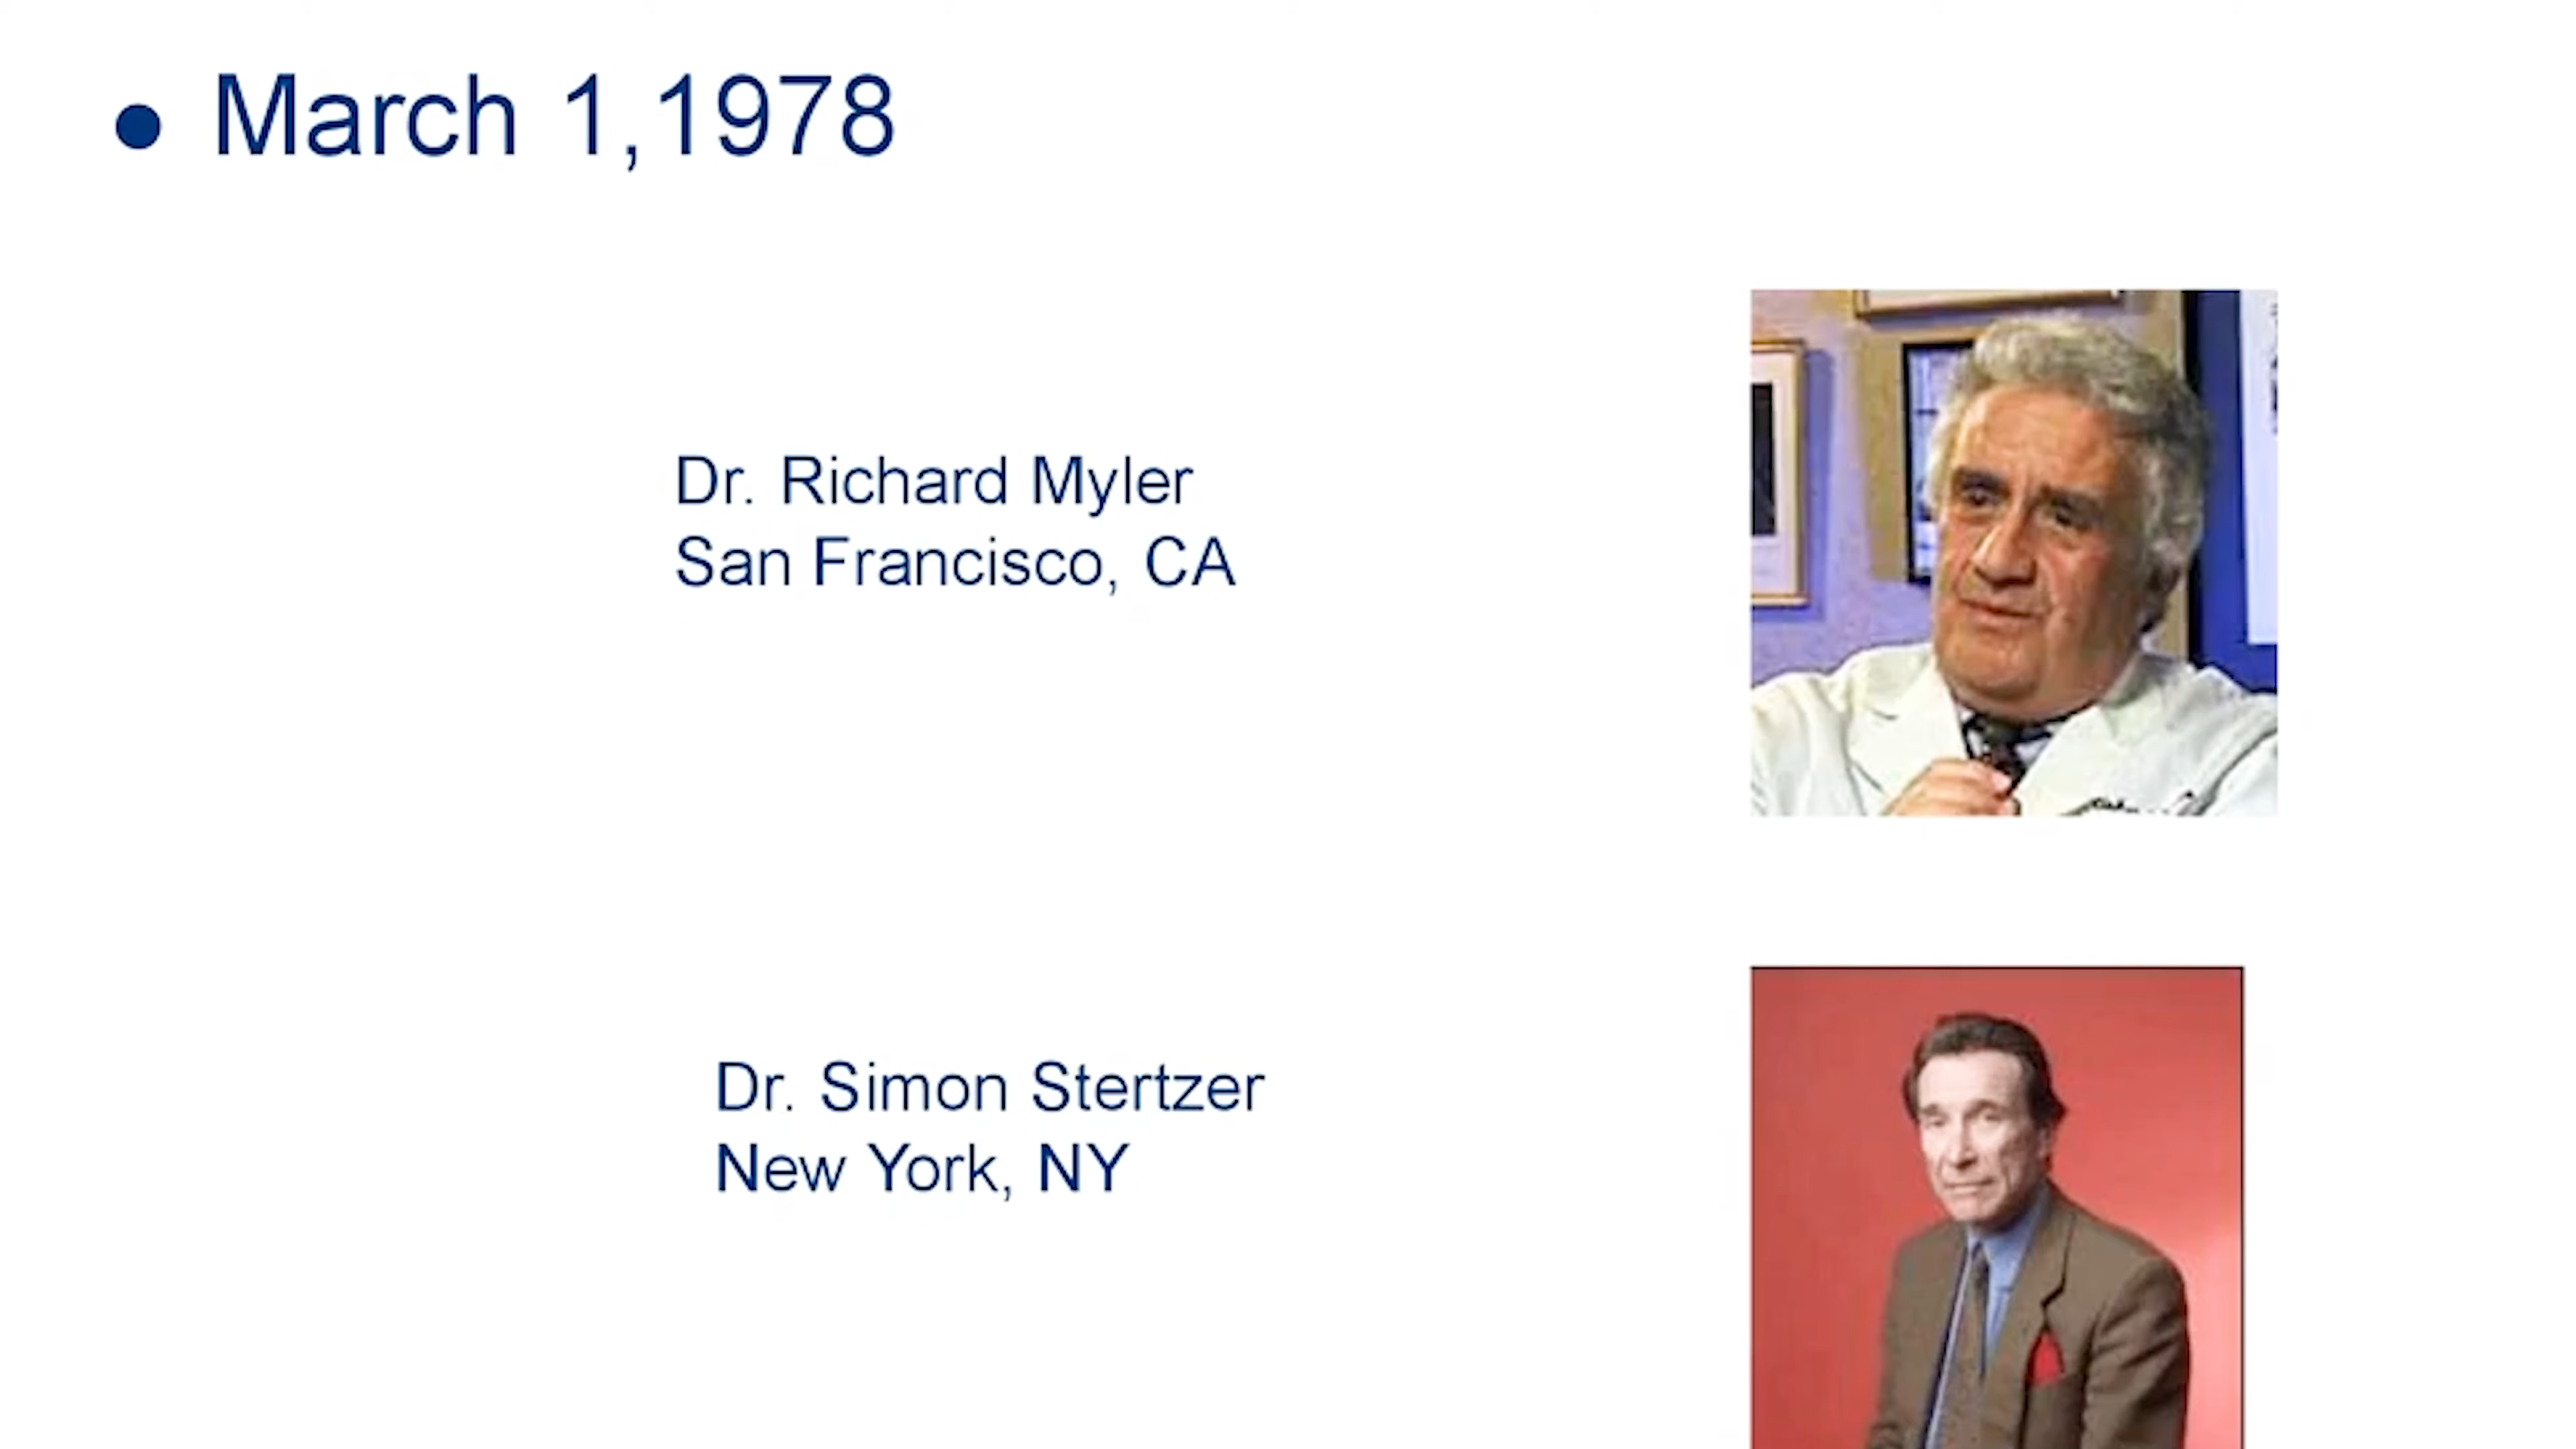 • March 1,1978
Dr. Richard Myler
San Francisco, CA
Dr. Simon Stertzer
New York, NY